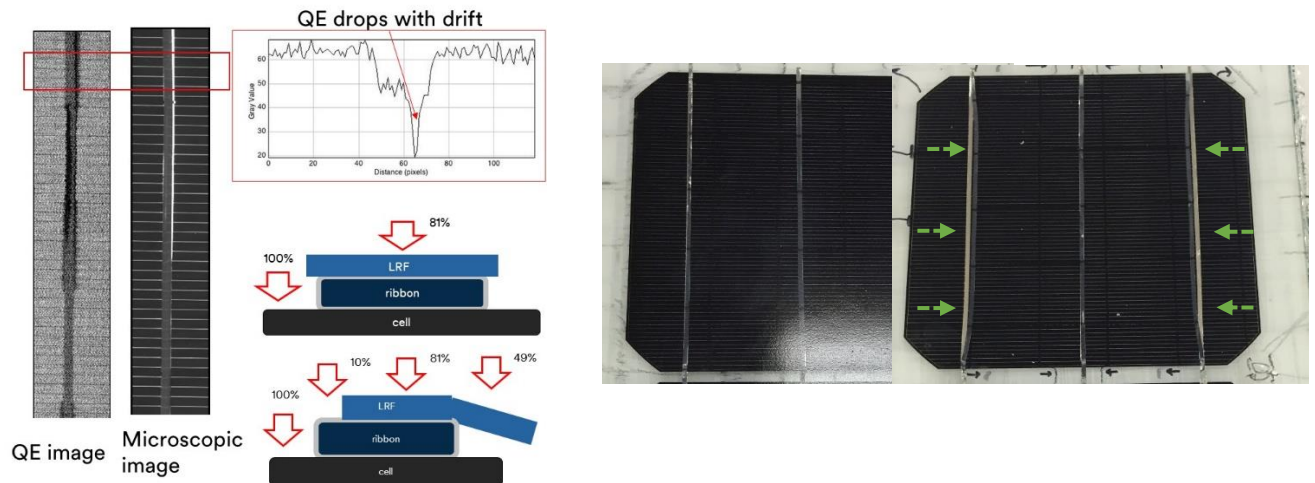 QE drops with drift
Gray Value
60
50
40
30
20
0
20
40
60
80
100
Distance (pixels)
QE image
Microscopic
image
81%
100%
LRF
ribbon
cell
10%
81%
49%
100%
LRF
ribbon
cell